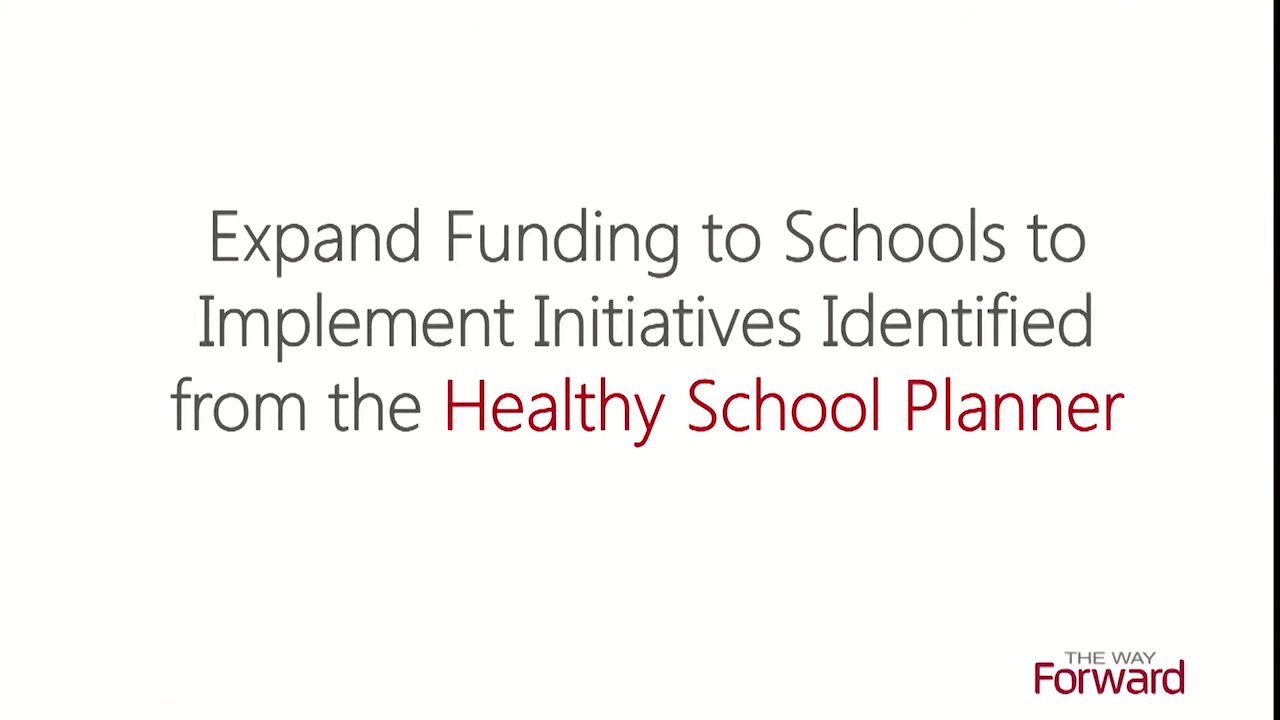 Expand Funding to Schools to
Implement Initiatives Identified
from the Healthy School Planner
THE WAY
Forward